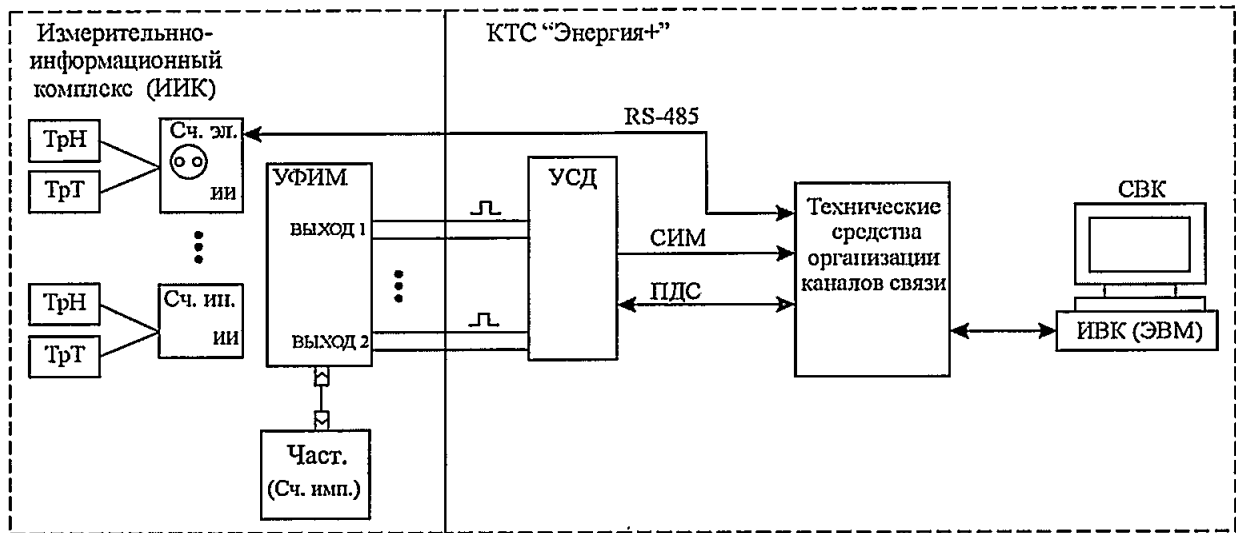 Измерительнно-
информационный
комплекс (ИИК)
КТС “Энергия+”
ТрН
ТрТ
Сч. эл.
ИИ
RS-485
УФИМ
ВЫХОД 1
ВЫХОД 2
УСД
СИМ
ПДС
Технические
средства
организации
каналов связи
СВК
ИВК (ЭВМ)
ТрН
ТрТ
Сч. ин.
ИИ
Част.
(Сч. имп.)